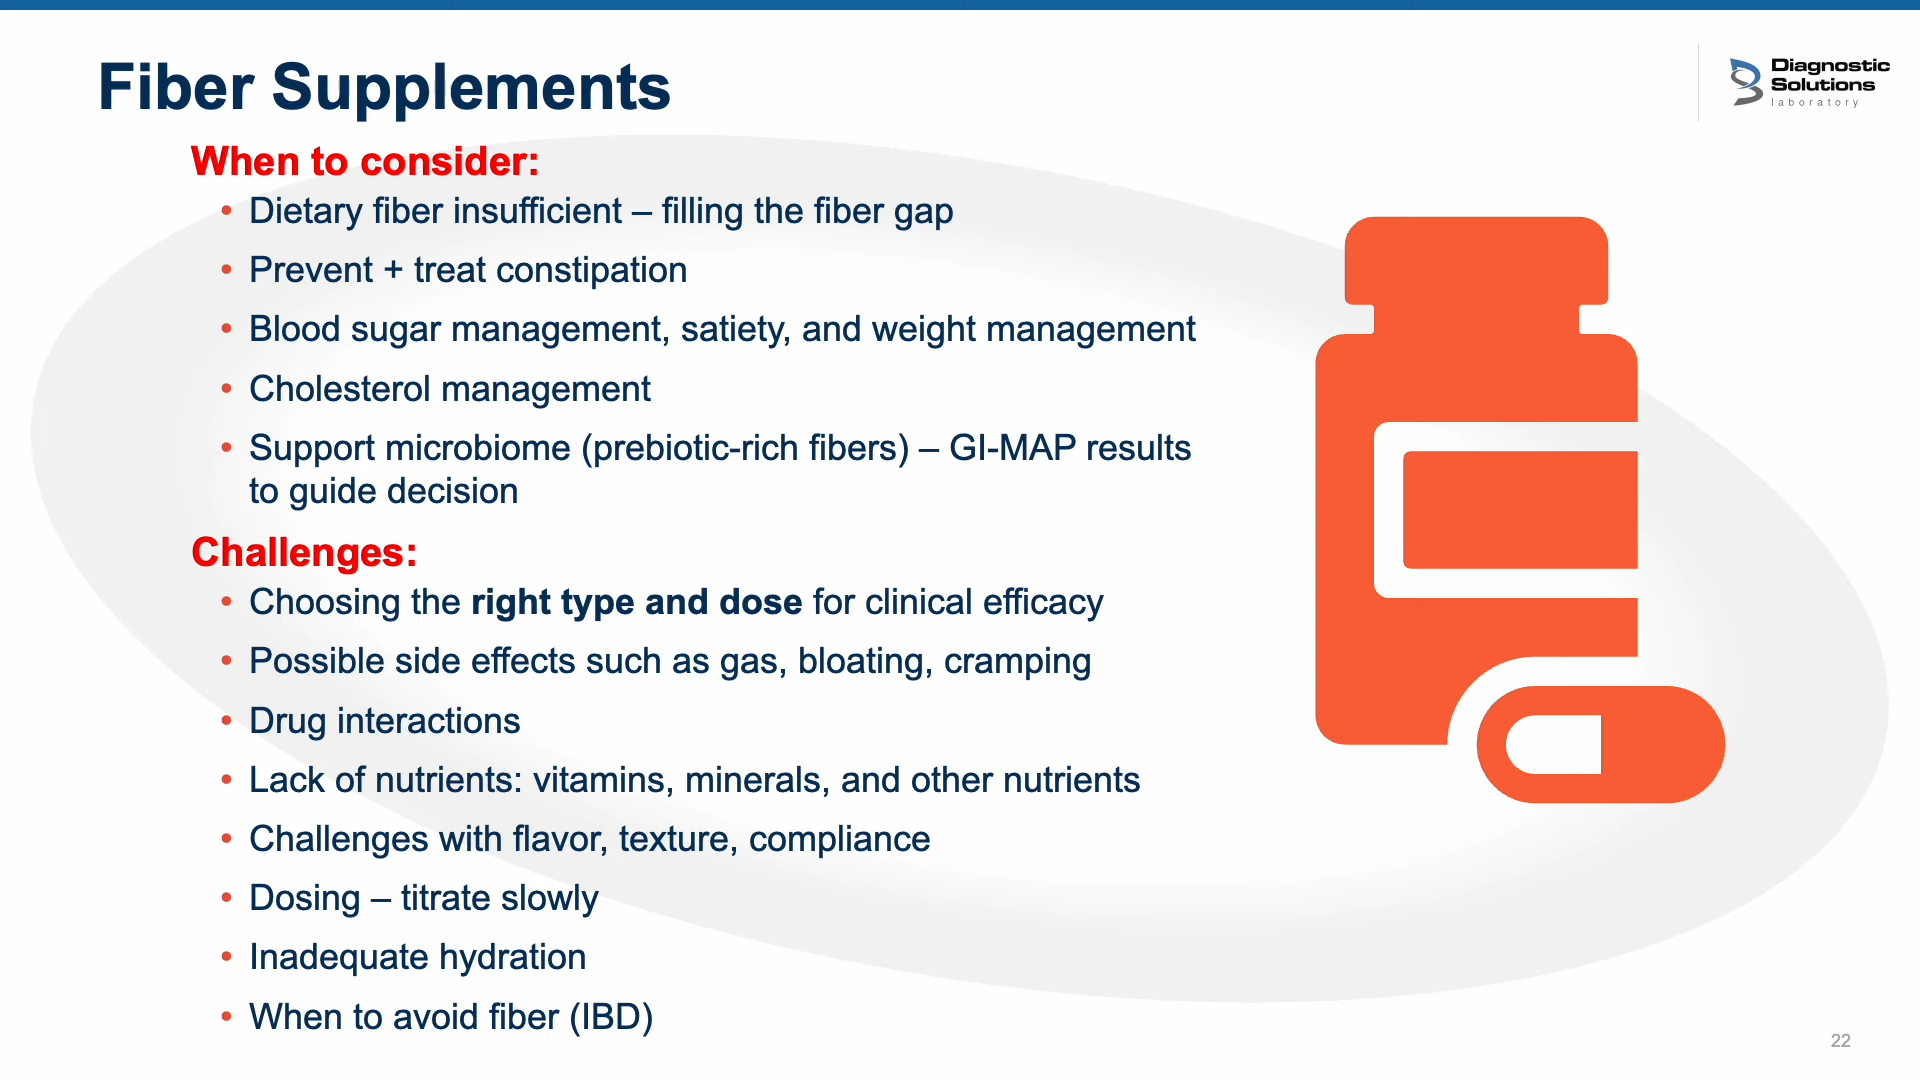 Fiber Supplements
Diagnostic
Solutions
laboratory
When to consider:
• Dietary fiber insufficient – filling the fiber gap
• Prevent + treat constipation
• Blood sugar management, satiety, and weight management
• Cholesterol management
• Support microbiome (prebiotic-rich fibers) – GI-MAP results
to guide decision
Challenges:
• Choosing the right type and dose for clinical efficacy
• Possible side effects such as gas, bloating, cramping
• Drug interactions
• Lack of nutrients: vitamins, minerals, and other nutrients
• Challenges with flavor, texture, compliance
• Dosing – titrate slowly
• Inadequate hydration
• When to avoid fiber (IBD)
22